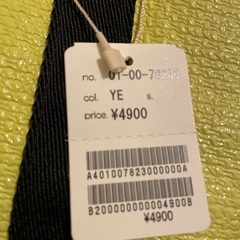 no. 01-00-78
col. YE s.
price. ¥4900
A401007823000000A
B200000000004900B
¥4900